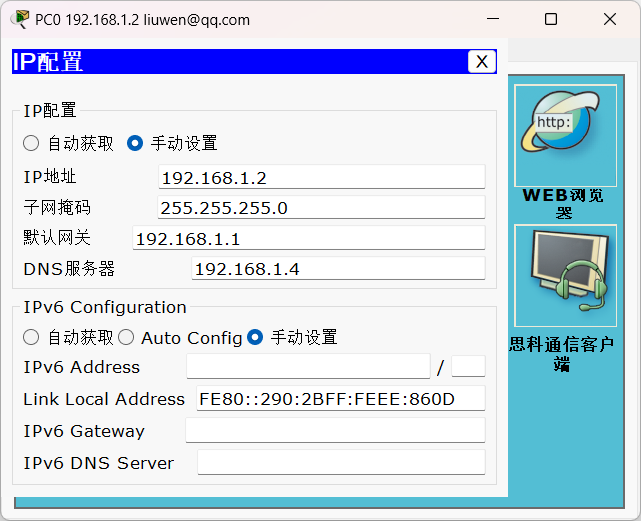 PC0 192.168.1.2 liuwen@qq.com
IP配置
X
IP配置
自动获取 手动设置
IP地址 192.168.1.2
子网掩码 255.255.255.0
默认网关 192.168.1.1
DNS服务器 192.168.1.4
IPv6 Configuration
自动获取 Auto Config 手动设置
IPv6 Address /
Link Local Address FE80::290:2BFF:FEEE:860D
IPv6 Gateway
IPv6 DNS Server
http:
WEB浏览
器
思科通信客户
端